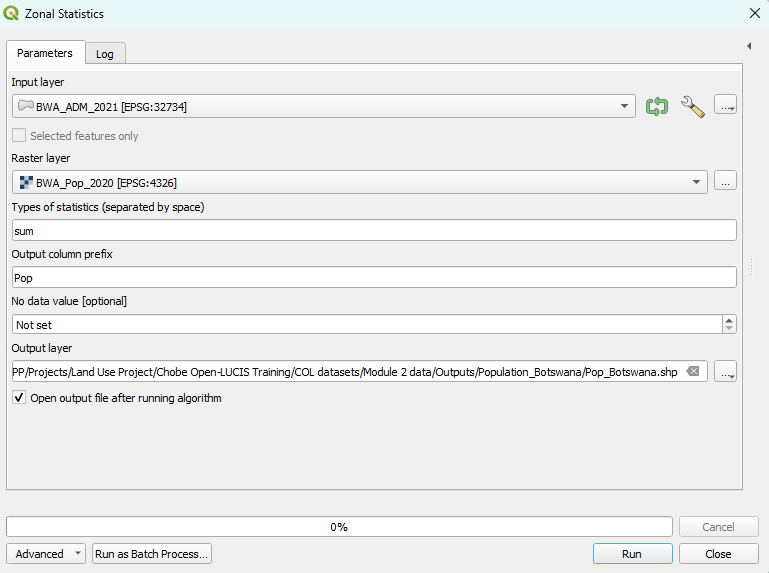 Zonal Statistics
Parameters
Log
Input layer
BWA_ADM_2021 [EPSG:32734]
...
Selected features only
Raster layer
BWA_Pop_2020 [EPSG:4326]
...
Types of statistics (separated by space)
sum
Output column prefix
Pop
No data value [optional]
Not set
Output layer
PP/Projects/Land Use Project/Chobe Open-LUCIS Training/COL datasets/Module 2 data/Outputs/Population_Botswana/Pop_Botswana.shp
...
Open output file after running algorithm
0%
Cancel
Advanced
Run as Batch Process...
Run
Close